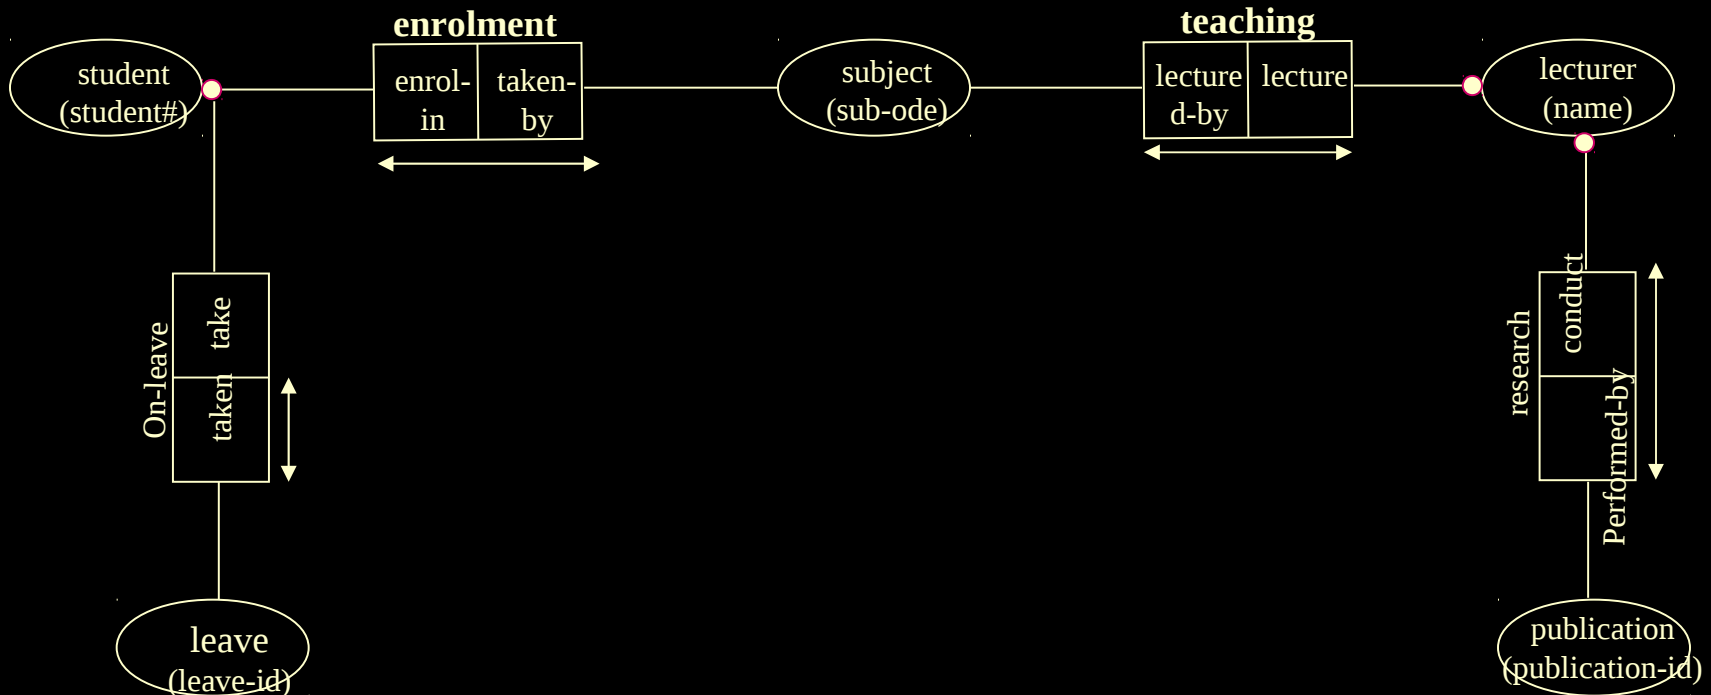 enrolment
teaching
student
(student#)
enrol-
in
taken-
by
subject
(sub-ode)
lecture
d-by
lecture
lecturer
(name)
On-leave
take
taken
research
conduct
Performed-by
leave
(leave-id)
publication
(publication-id)